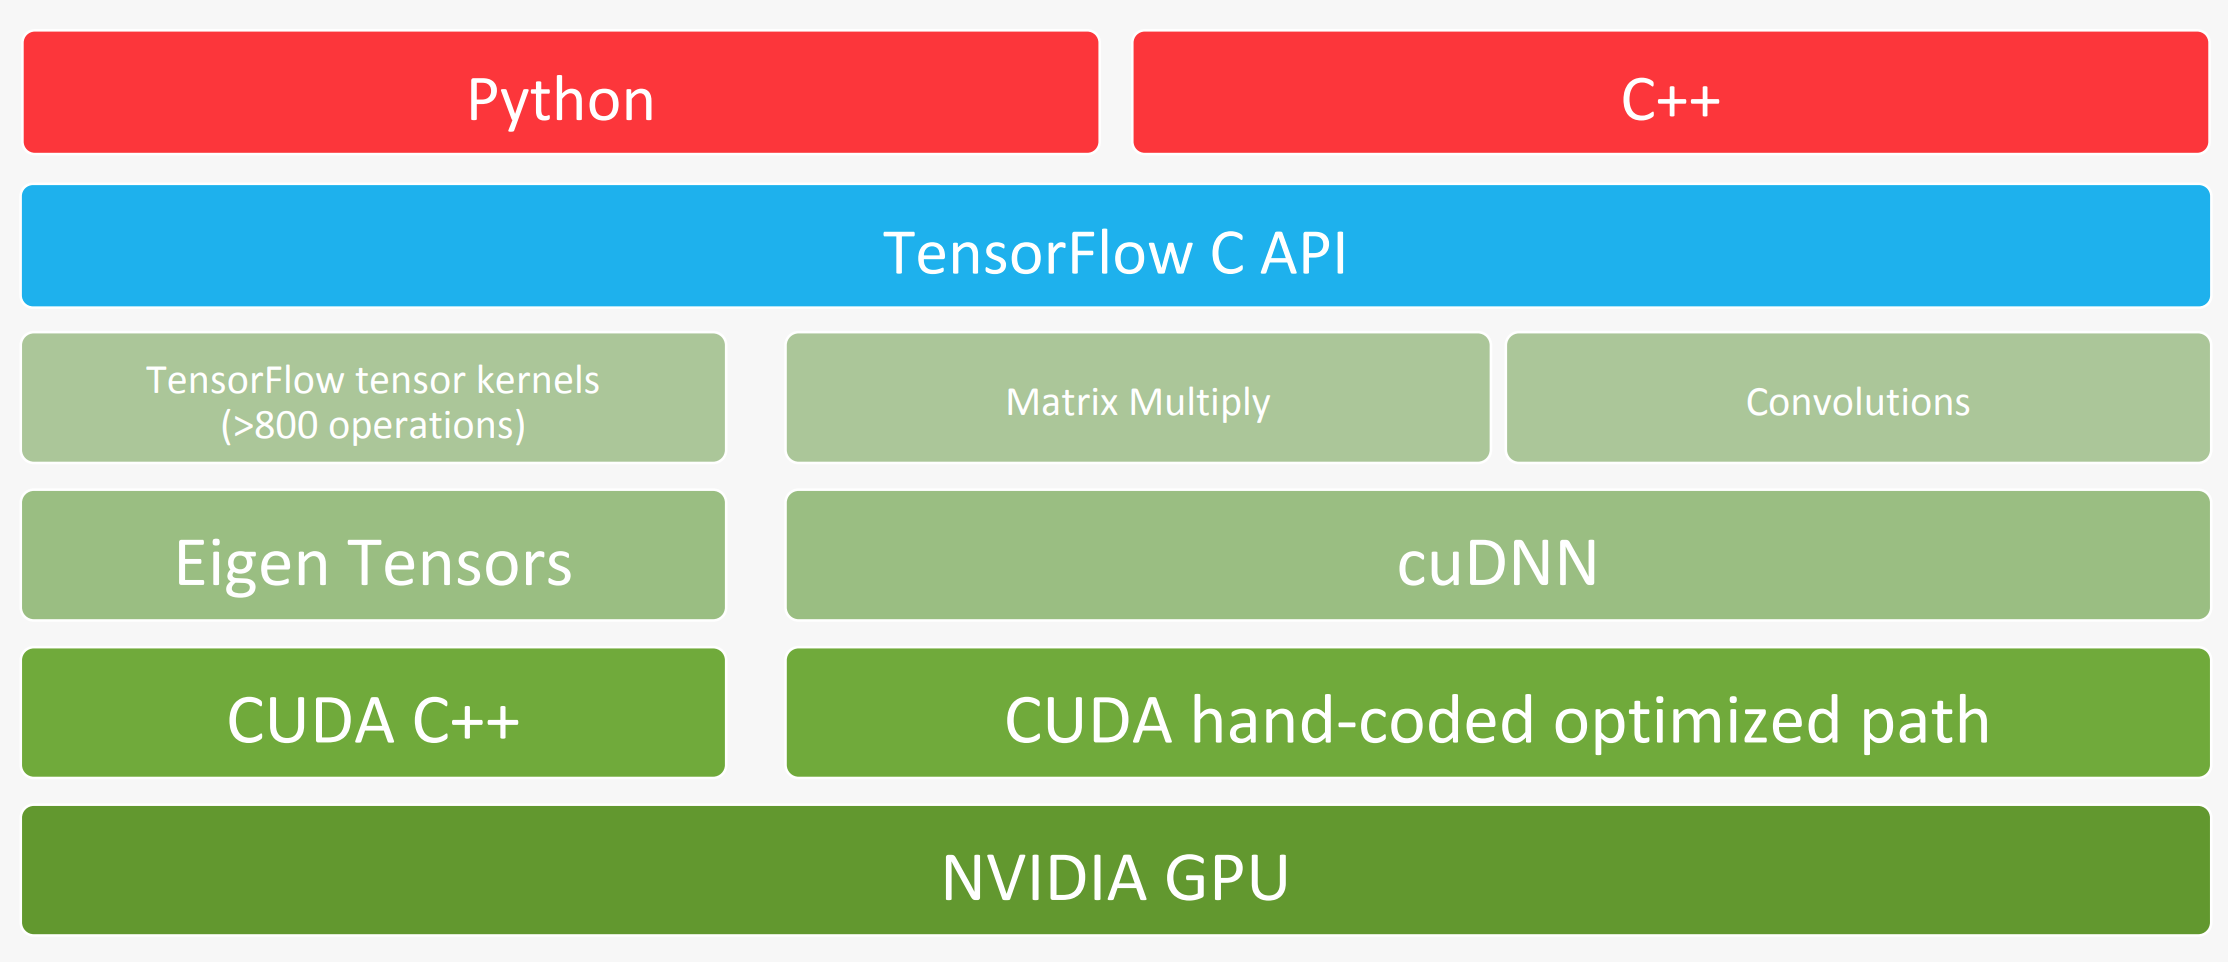 Python
C++
TensorFlow C API
TensorFlow tensor kernels
(>800 operations)
Matrix Multiply
Convolutions
Eigen Tensors
cuDNN
CUDA C++
CUDA hand-coded optimized path
NVIDIA GPU